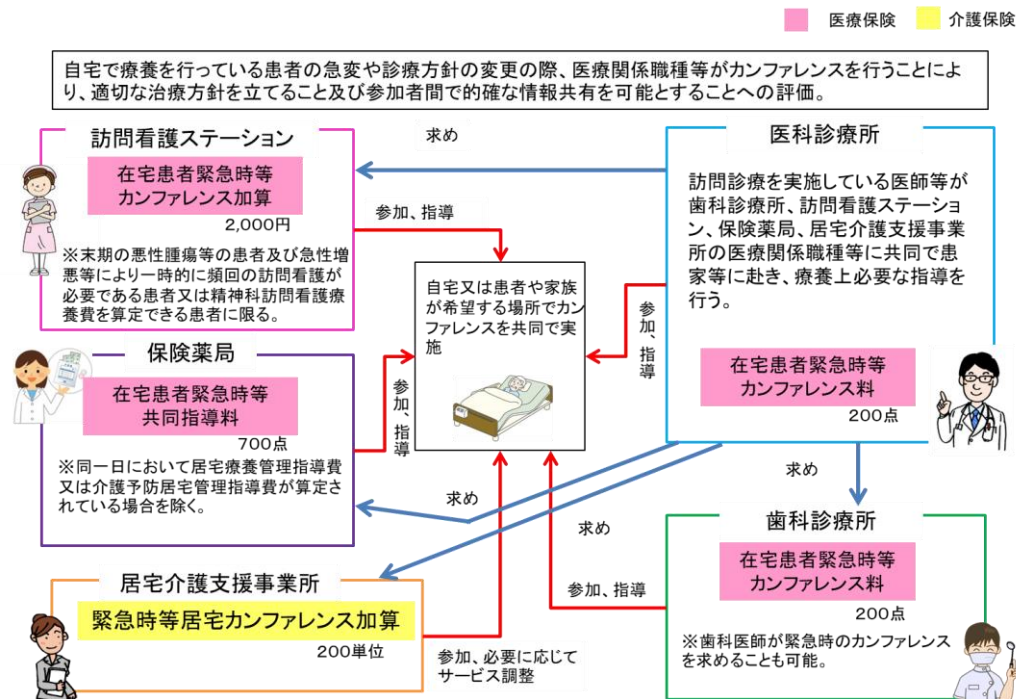 医療保険
介護保険
自宅で療養を行っている患者の急変や診療方針の変更の際、医療関係職種等がカンファレンスを行うことによ
り、適切な治療方針を立てること及び参加者間で的確な情報共有を可能とすることへの評価。
訪問看護ステーション
在宅患者緊急時等
カンファレンス加算
2,000円
※末期の悪性腫瘍等の患者及び急性増
悪等により一時的に頻回の訪問看護が
必要である患者又は精神科訪問看護療
養費を算定できる患者に限る。
求め
参加、指導
医科診療所
訪問診療を実施している医師等が
歯科診療所、訪問看護ステーショ
ン、保険薬局、居宅介護支援事業
所の医療関係職種等に共同で患
家等に赴き、療養上必要な指導を
行う。
在宅患者緊急時等
カンファレンス料
200点
自宅又は患者や家族
が希望する場所でカン
ファレンスを共同で実
施
参加、指導
保険薬局
在宅患者緊急時等
共同指導料
700点
※同一日において居宅療養管理指導費
又は介護予防居宅管理指導費が算定さ
れている場合を除く。
参加、指導
求め
求め
求め
歯科診療所
在宅患者緊急時等
カンファレンス料
200点
※歯科医師が緊急時のカンファレンス
を求めることも可能。
参加、指導
居宅介護支援事業所
緊急時等居宅カンファレンス加算
200単位
参加、必要に応じて
サービス調整